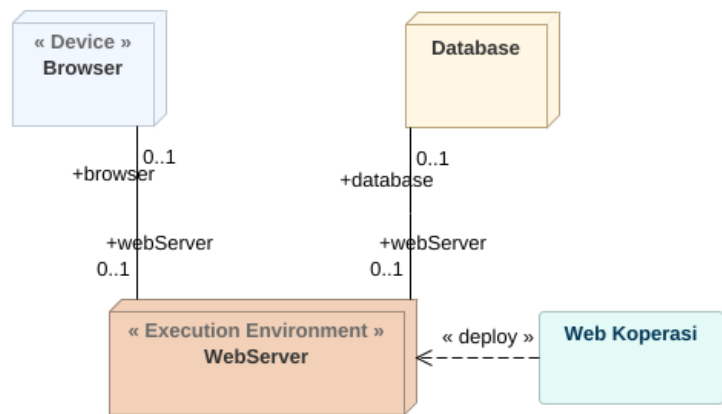 « Device »
Browser
Database
0..1
+browser
0..1
+database
+webServer
0..1
+webServer
0..1
« Execution Environment »
WebServer
« deploy »
Web Koperasi